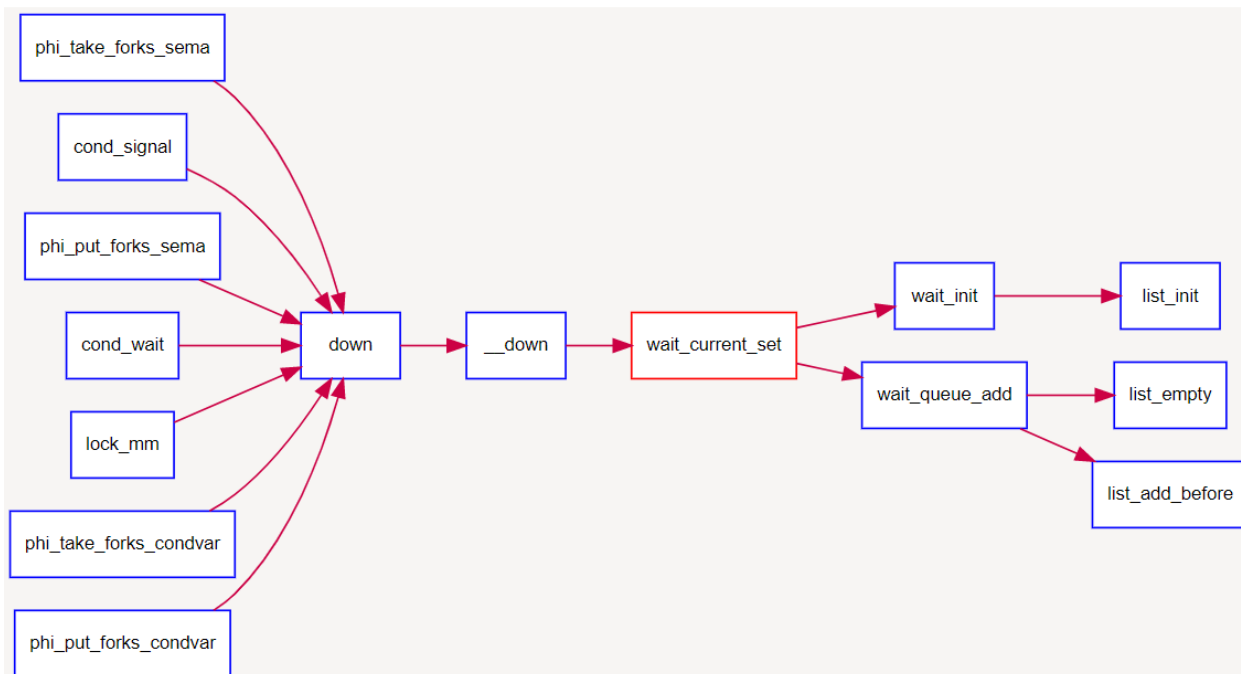 phi_take_forks_sema
cond_signal
phi_put_forks_sema
cond_wait
lock_mm
phi_take_forks_condvar
phi_put_forks_condvar
down
__down
wait_current_set
wait_init
wait_queue_add
list_init
list_empty
list_add_before